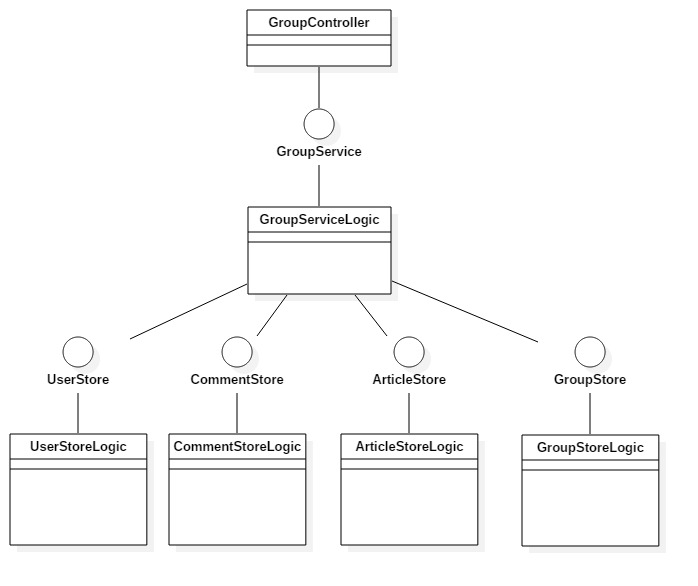 GroupController
GroupService
GroupServiceLogic
UserStore
CommentStore
ArticleStore
GroupStore
UserStoreLogic
CommentStoreLogic
ArticleStoreLogic
GroupStoreLogic